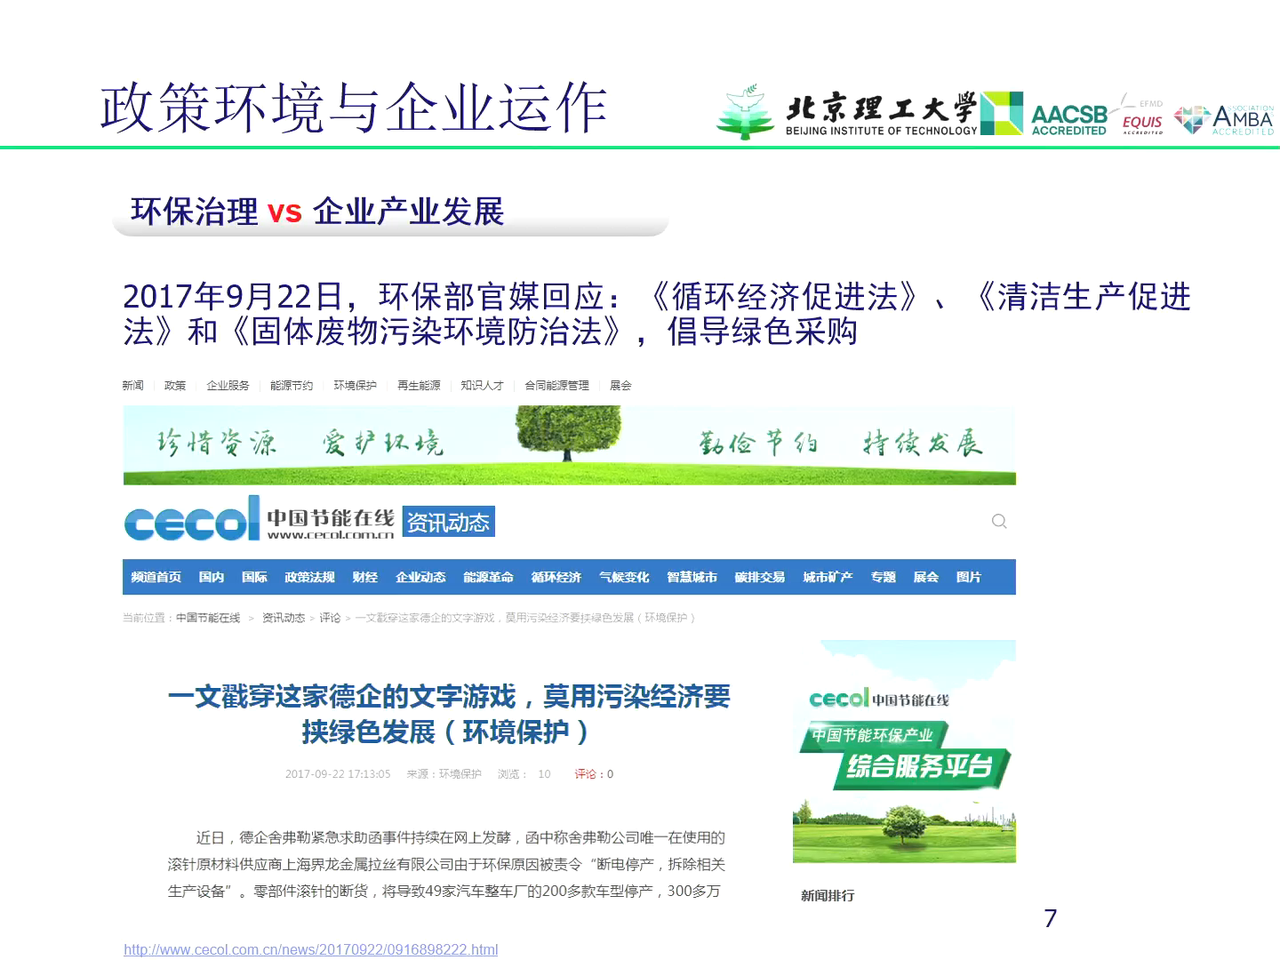 政策环境与企业运作
北京理工大学
BEIJING INSTITUTE OF TECHNOLOGY
AACSB
ACCREDITED
EFMD
EQUIS
ACCREDITED
ASSOCIATION
AMBA
ACCREDITED
环保治理 vs 企业产业发展
2017年9月22日，环保部官媒回应：《循环经济促进法》、《清洁生产促进
法》和《固体废物污染环境防治法》，倡导绿色采购
新闻 政策 企业服务 能源节约 环境保护 再生能源 知识人才 合同能源管理 展会
珍惜资源 爱护环境 勤俭节约 持续发展
cecol 中国节能在线 资讯动态
www.cecol.com.cn
频道首页 国内 国际 政策法规 财经 企业动态 能源革命 循环经济 气候变化 智慧城市 碳排交易 城市矿产 专题 展会 图片
当前位置：中国节能在线 > 资讯动态 > 评论 > 一文戳穿这家德企的文字游戏，莫用污染经济要挟绿色发展（环境保护）
一文戳穿这家德企的文字游戏，莫用污染经济要
挟绿色发展（环境保护）
2017-09-22 17:13:05 来源：环境保护 浏览： 10 评论：0
近日，德企舍弗勒紧急求助函事件持续在网上发酵，函中称舍弗勒公司唯一在使用的
滚针原材料供应商上海界龙金属拉丝有限公司由于环保原因被责令“断电停产，拆除相关
生产设备”。零部件滚针的断货，将导致49家汽车整车厂的200多款车型停产，300多万
cecol中国节能在线
中国节能环保产业
综合服务平台
新闻排行
7
http://www.cecol.com.cn/news/20170922/0916898222.html